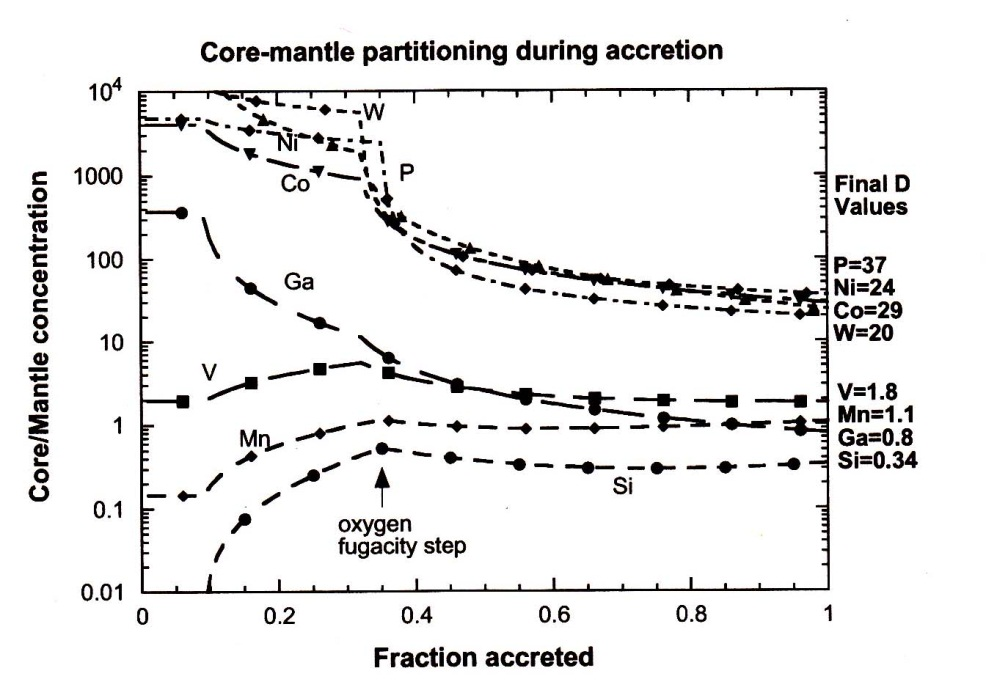 Core-mantle partitioning during accretion
Core/Mantle concentration
10⁴
1000
100
10
1
0.1
0.01
W
Ni
P
Co
Ga
V
Mn
Si
oxygen
fugacity step
Final D
Values
P=37
Ni=24
Co=29
W=20
V=1.8
Mn=1.1
Ga=0.8
Si=0.34
0
0.2
0.4
0.6
0.8
1
Fraction accreted